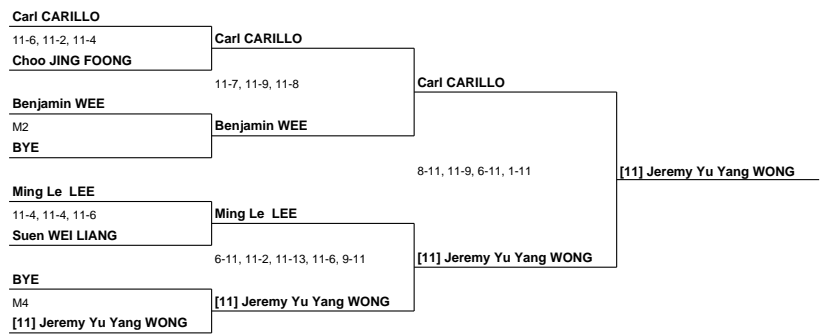 Carl CARILLO
11-6, 11-2, 11-4
Choo JING FOONG
Carl CARILLO
11-7, 11-9, 11-8
Carl CARILLO
Benjamin WEE
M2
BYE
Benjamin WEE
8-11, 11-9, 6-11, 1-11
[11] Jeremy Yu Yang WONG
Ming Le LEE
11-4, 11-4, 11-6
Suen WEI LIANG
Ming Le LEE
6-11, 11-2, 11-13, 11-6, 9-11
[11] Jeremy Yu Yang WONG
BYE
M4
[11] Jeremy Yu Yang WONG
[11] Jeremy Yu Yang WONG